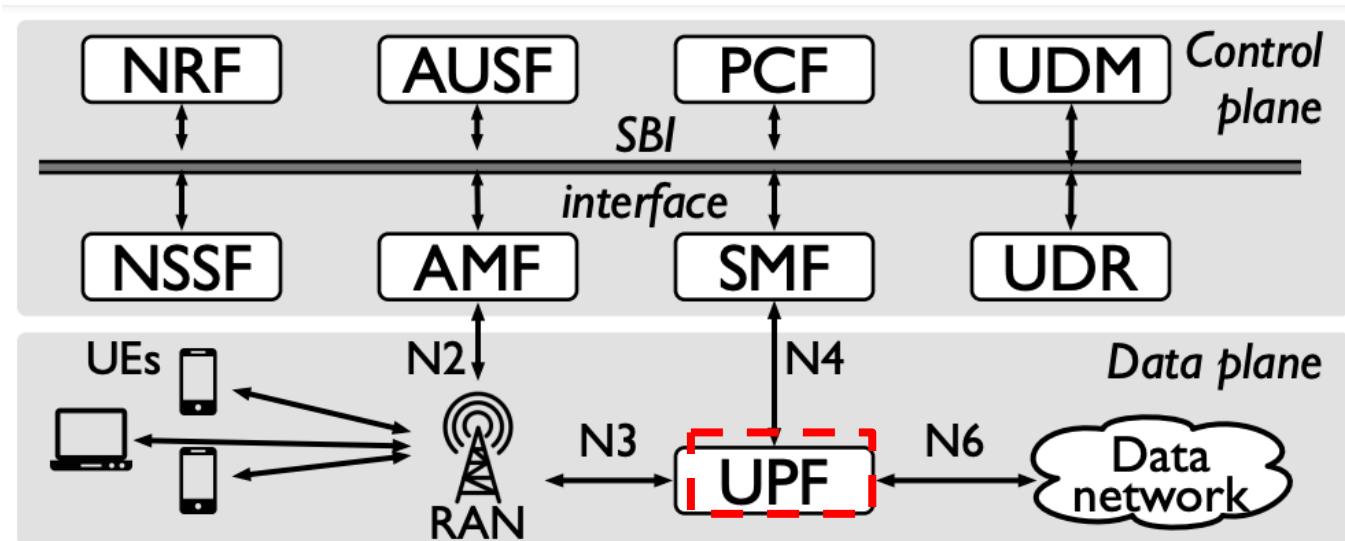 NRF
AUSF
PCF
UDM
Control
plane
SBI
interface
NSSF
AMF
SMF
UDR
UEs
N2
N4
Data plane
N3
N6
UPF
RAN
Data
network